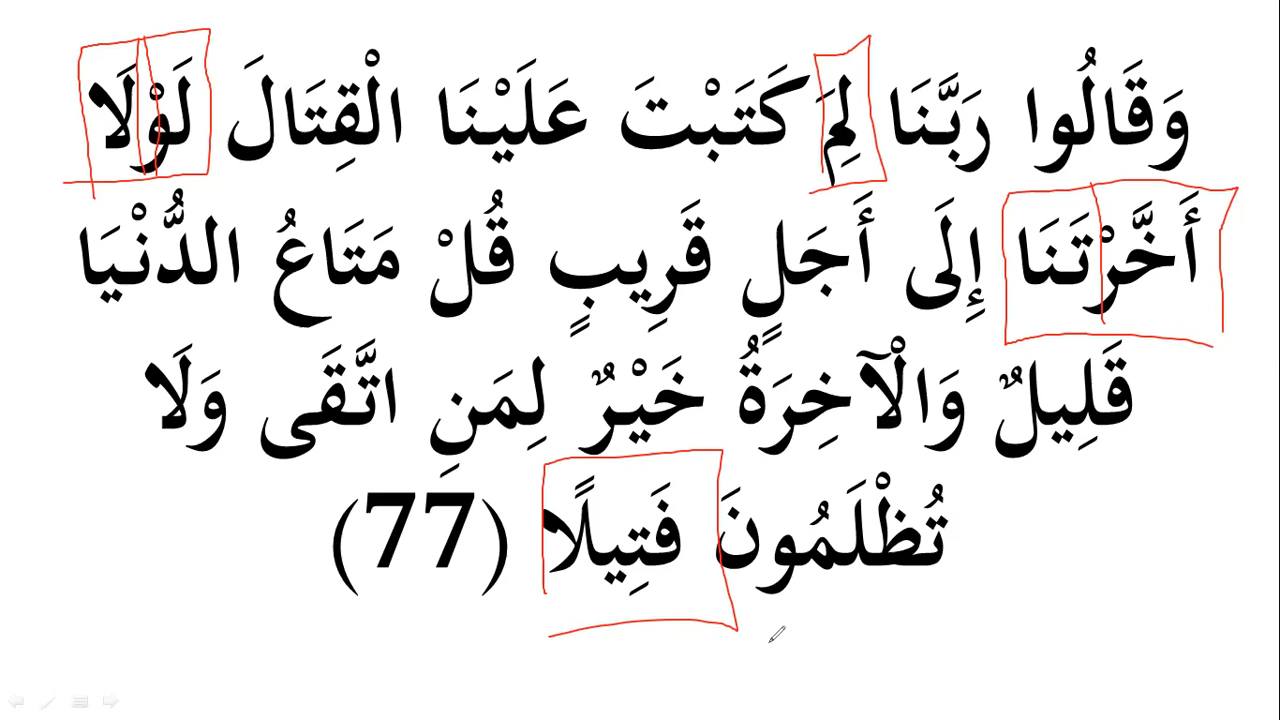 وَقَالُوا رَبَّنَا لِمَ كَتَبْتَ عَلَيْنَا الْقِتَالَ لَوْلَا
أَخَّرْتَنَا إِلَى أَجَلٍ قَرِيبٍ قُلْ مَتَاعُ الدُّنْيَا
قَلِيلٌ وَالْآخِرَةُ خَيْرٌ لِمَنِ اتَّقَى وَلَا
تُظْلَمُونَ فَتِيلًا (77)